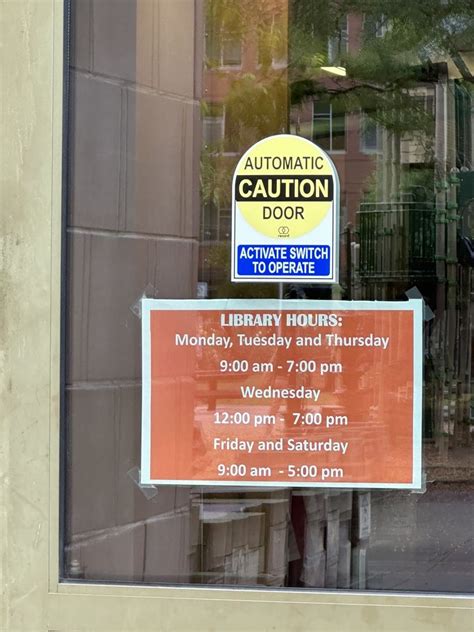 AUTOMATIC
CAUTION
DOOR
ACTIVATE SWITCH
TO OPERATE
LIBRARY HOURS:
Monday, Tuesday and Thursday
9:00 am - 7:00 pm
Wednesday
12:00 pm - 7:00 pm
Friday and Saturday
9:00 am - 5:00 pm